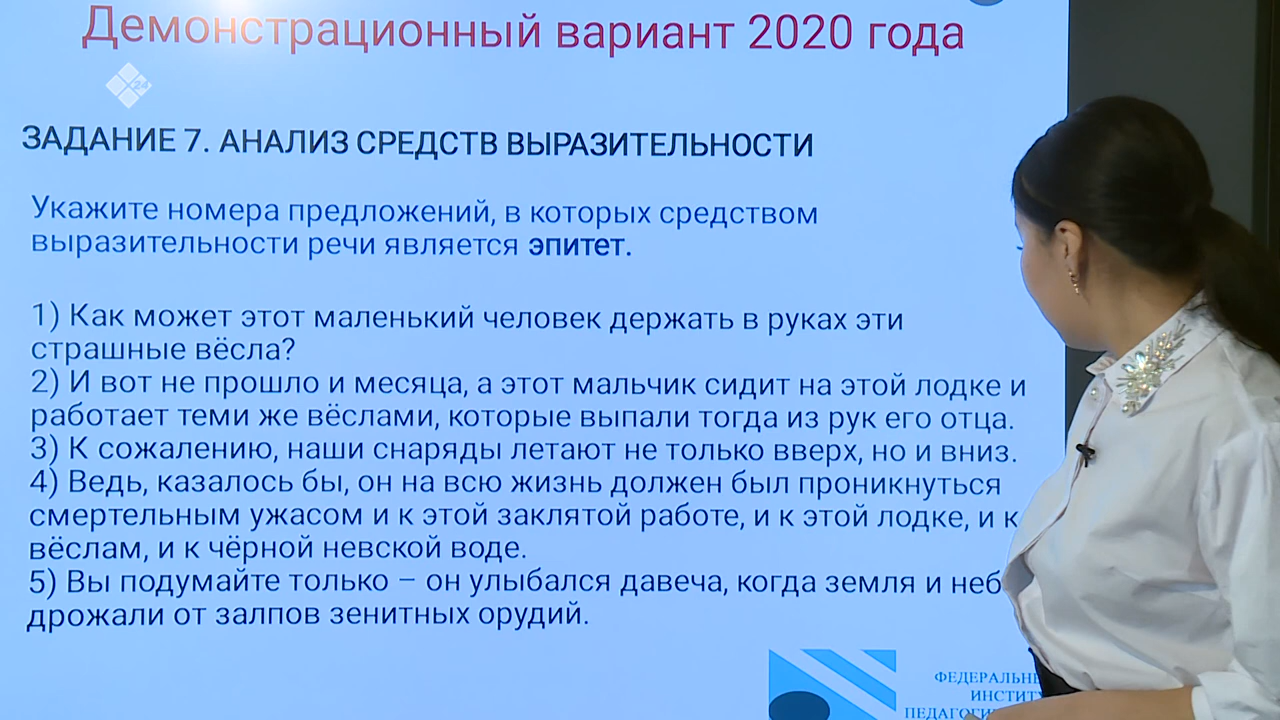 Демонстрационный вариант 2020 года
24
ЗАДАНИЕ 7. АНАЛИЗ СРЕДСТВ ВЫРАЗИТЕЛЬНОСТИ
Укажите номера предложений, в которых средством
выразительности речи является эпитет.
1) Как может этот маленький человек держать в руках эти
страшные вёсла?
2) И вот не прошло и месяца, а этот мальчик сидит на этой лодке и
работает теми же вёслами, которые выпали тогда из рук его отца.
3) К сожалению, наши снаряды летают не только вверх, но и вниз.
4) Ведь, казалось бы, он на всю жизнь должен был проникнуться
смертельным ужасом и к этой заклятой работе, и к этой лодке, и к
вёслам, и к чёрной невской воде.
5) Вы подумайте только – он улыбался давеча, когда земля и неб
дрожали от залпов зенитных орудий.